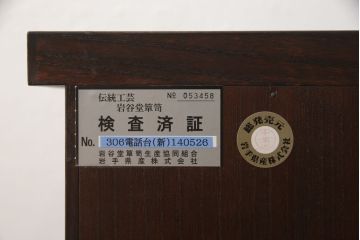 伝統工芸
岩谷堂箪笥
№ 053458
検査済証
No. 306電話台(新)140526
岩谷堂箪笥生産協同組合
岩手県産株式会社
総発売元
岩手県産株式会社